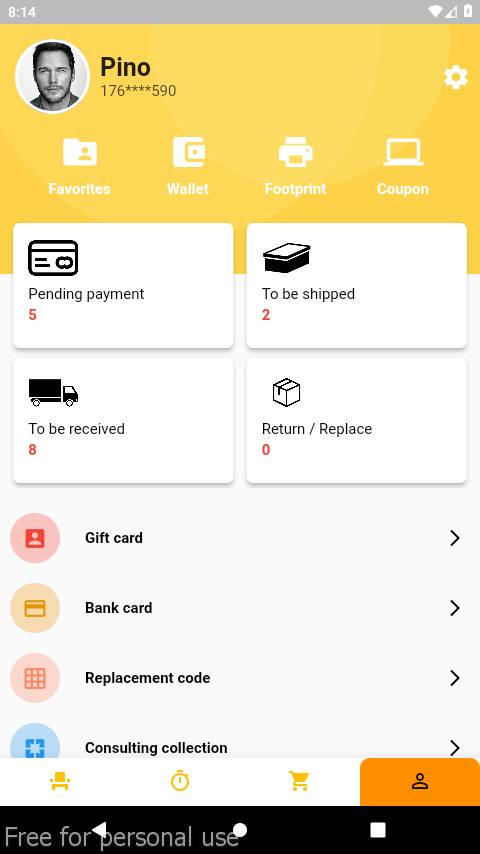 8:14
Pino
176****590
Favorites Wallet Footprint Coupon
Pending payment
5
To be shipped
2
To be received
8
Return / Replace
0
Gift card
Bank card
Replacement code
Consulting collection
Free for personal use